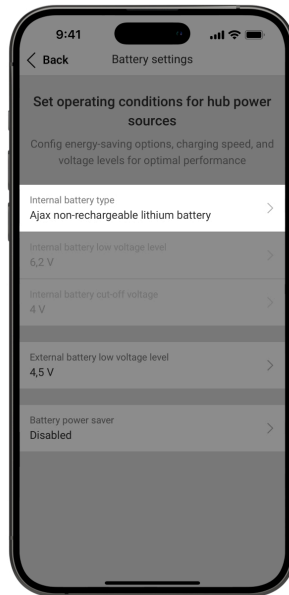 9:41
Back
Battery settings
Set operating conditions for hub power
sources
Config energy-saving options, charging speed, and
voltage levels for optimal performance
Internal battery type
Ajax non-rechargeable lithium battery
Internal battery low voltage level
6,2 V
Internal battery cut-off voltage
4 V
External battery low voltage level
4,5 V
Battery power saver
Disabled